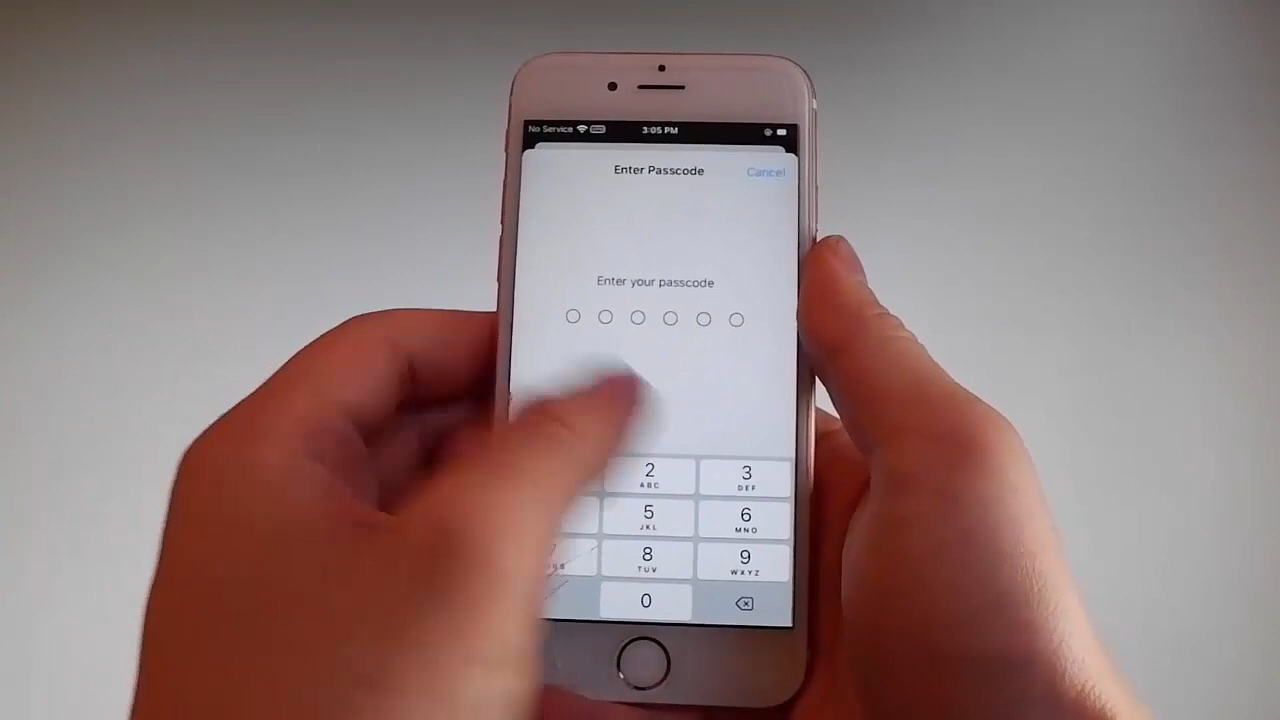 No Service 3:05 PM
Enter Passcode Cancel
Enter your passcode
2 3
ABC DEF
5 6
JKL MNO
8 9
TUV WXYZ
0